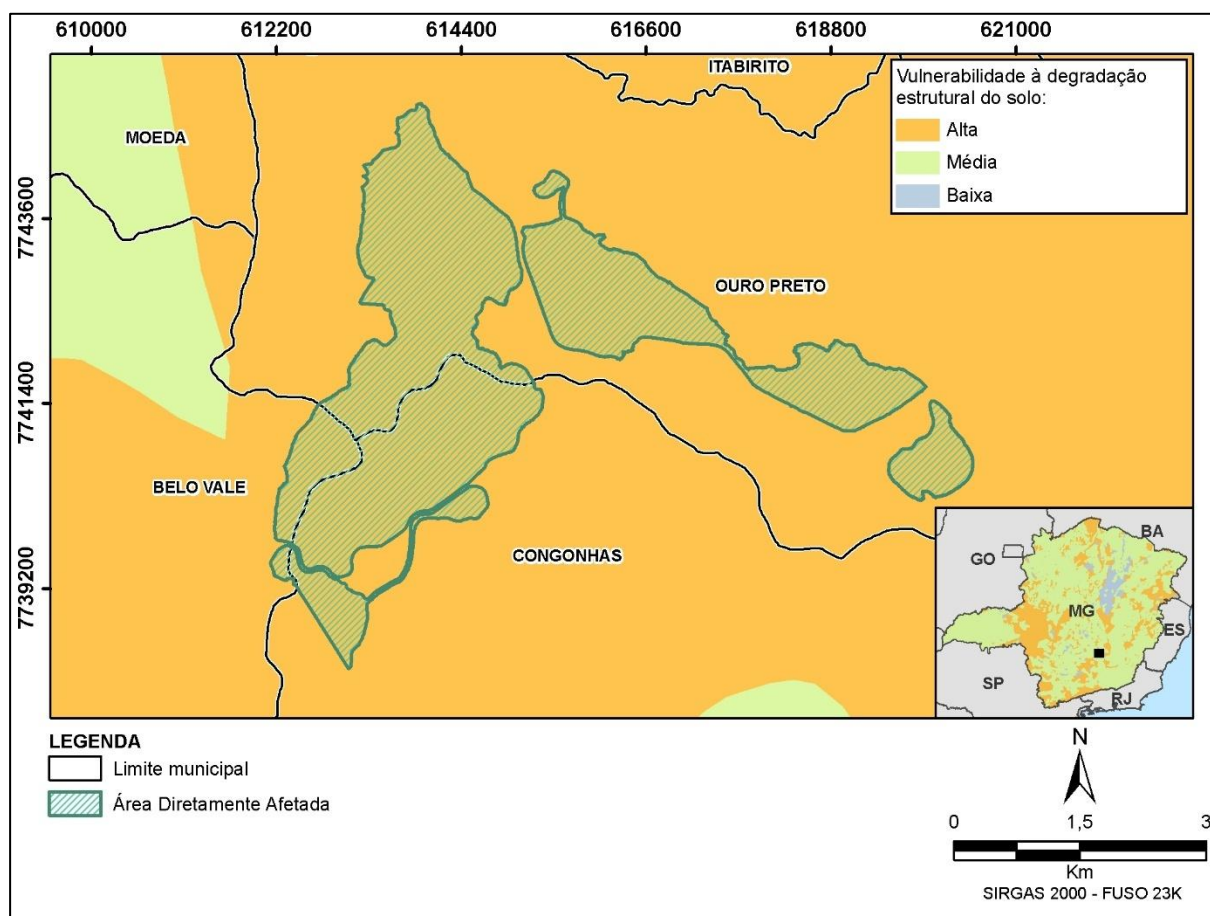 610000 612200 614400 616600 618800 621000
ITABIRITO
Vulnerabilidade à degradação
estrutural do solo:
Alta
Média
Baixa
MOEDA
7743600
OURO PRETO
7741400
BELO VALE
CONGONHAS
7739200
BA
GO
MG
ES
SP
RJ
LEGENDA
Limite municipal
Área Diretamente Afetada
N
0 1,5 3
Km
SIRGAS 2000 - FUSO 23K